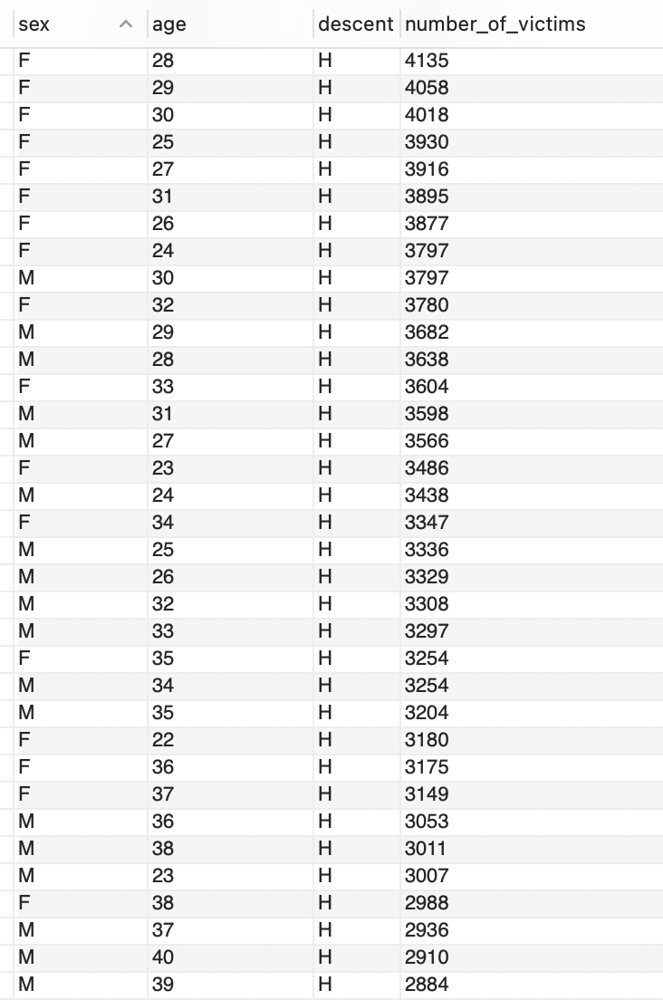 sex age descent number_of_victims
F 28 H 4135
F 29 H 4058
F 30 H 4018
F 25 H 3930
F 27 H 3916
F 31 H 3895
F 26 H 3877
F 24 H 3797
M 30 H 3797
F 32 H 3780
M 29 H 3682
M 28 H 3638
F 33 H 3604
M 31 H 3598
M 27 H 3566
F 23 H 3486
M 24 H 3438
F 34 H 3347
M 25 H 3336
M 26 H 3329
M 32 H 3308
M 33 H 3297
F 35 H 3254
M 34 H 3254
M 35 H 3204
F 22 H 3180
F 36 H 3175
F 37 H 3149
M 36 H 3053
M 38 H 3011
M 23 H 3007
F 38 H 2988
M 37 H 2936
M 40 H 2910
M 39 H 2884